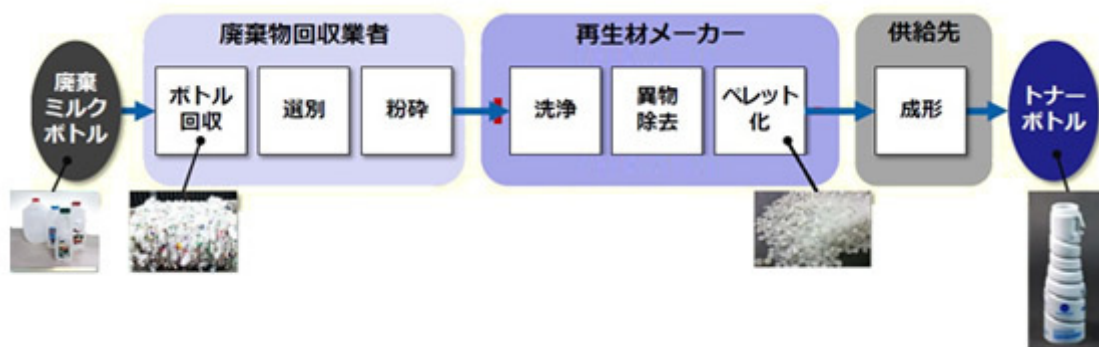 廃棄物回収業者
再生材メーカー
供給先
廃棄
ミルク
ボトル
ボトル
回収
選別
粉砕
洗浄
異物
除去
ペレット
化
成形
トナー
ボトル